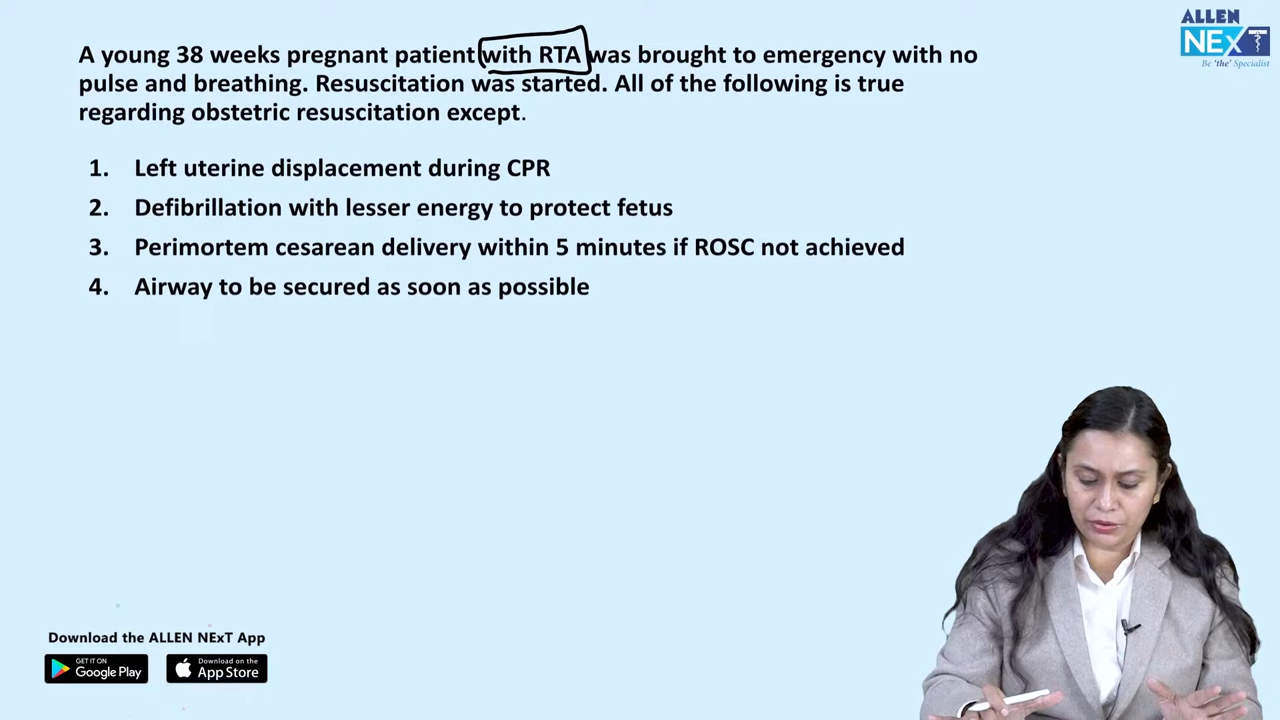 ALLEN
NExT
Be 'the' Specialist
A young 38 weeks pregnant patient with RTA was brought to emergency with no
pulse and breathing. Resuscitation was started. All of the following is true
regarding obstetric resuscitation except.
1. Left uterine displacement during CPR
2. Defibrillation with lesser energy to protect fetus
3. Perimortem cesarean delivery within 5 minutes if ROSC not achieved
4. Airway to be secured as soon as possible
Download the ALLEN NExT App
GET IT ON
Google Play
Download on the
App Store